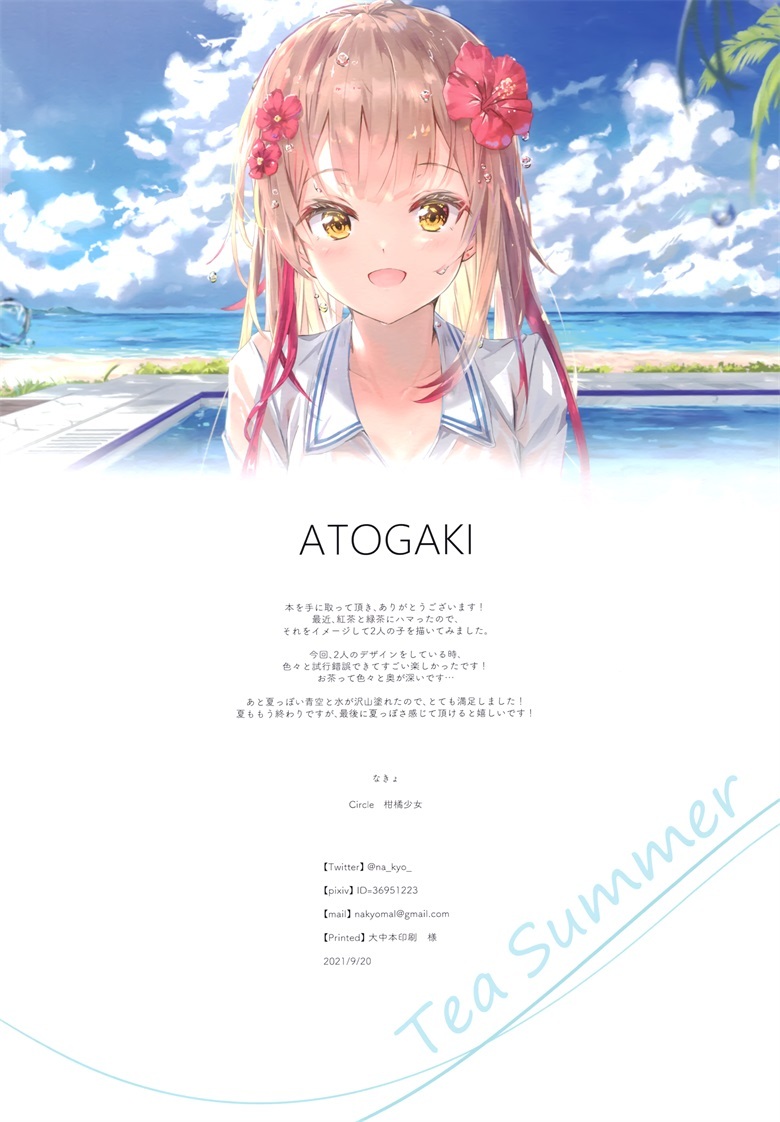 ATOGAKI
本を手に取って頂き、ありがとうございます！
最近、紅茶と緑茶にハマったので、
それをイメージして2人の子を描いてみました。
今回、2人のデザインをしている時、
色々と試行錯誤できてすごい楽しかったです！
お茶って色々と奥が深いです…
あと夏っぽい青空と水が沢山塗れたので、とても満足しました！
夏ももう終わりですが、最後に夏っぽさ感じて頂けると嬉しいです！
なきょ
Circle　柑橘少女
【Twitter】@na_kyo_
【pixiv】ID=36951223
【mail】nakyomal@gmail.com
【Printed】大中本印刷　様
2021/9/20
Tea Summer